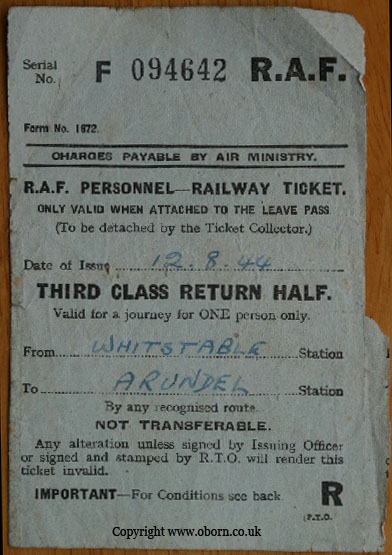 Serial No. F 094642 R.A.F.
Form No. 1672.
CHARGES PAYABLE BY AIR MINISTRY.
R.A.F. PERSONNEL—RAILWAY TICKET.
ONLY VALID WHEN ATTACHED TO THE LEAVE PASS
(To be detached by the Ticket Collector.)
Date of Issue 12.8.44
THIRD CLASS RETURN HALF.
Valid for a journey for ONE person only.
From WHITSTABLE Station
To ARUNDEL Station
By any recognised route.
NOT TRANSFERABLE.
Any alteration unless signed by Issuing Officer
or signed and stamped by R.T.O. will render this
ticket invalid.
IMPORTANT—For Conditions see back R
(P.T.O.
Copyright www.oborn.co.uk